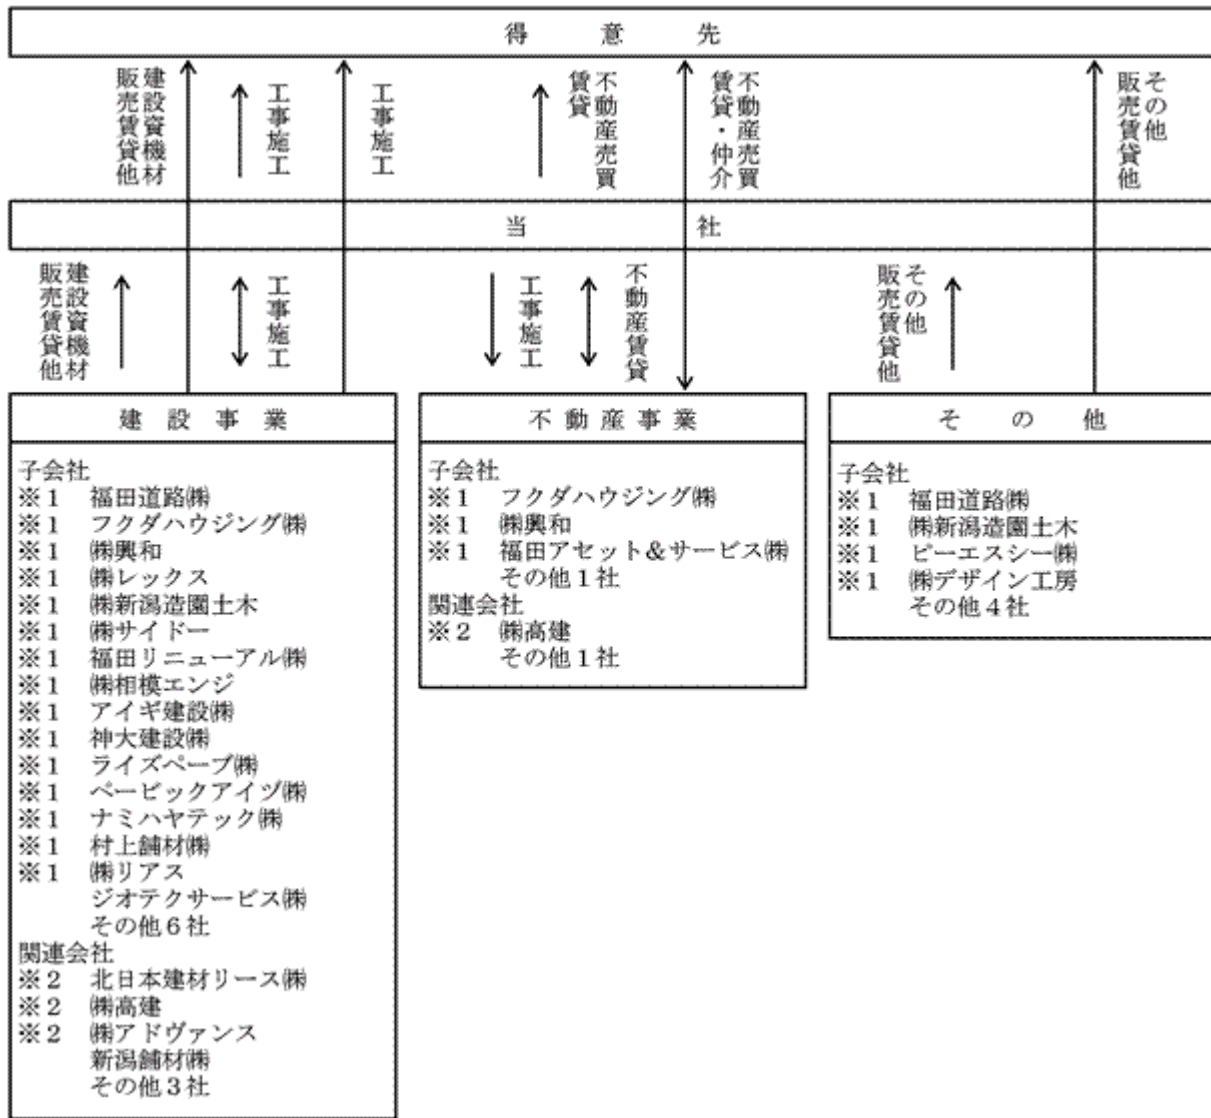 得意先
建設資機材
販売賃貸他
工事施工
工事施工
不動産売買
賃貸
不動産売買
賃貸・仲介
その他
販売賃貸他
当社
建設資機材
販売賃貸他
工事施工
工事施工
不動産賃貸
その他
販売賃貸他
建設事業
子会社
※1 福田道路㈱
※1 フクダハウジング㈱
※1 ㈱興和
※1 ㈱レックス
※1 ㈱新潟造園土木
※1 ㈱サイドー
※1 福田リニューアル㈱
※1 ㈱相模エンジ
※1 アイギ建設㈱
※1 神大建設㈱
※1 ライズペーブ㈱
※1 ペービックアイヅ㈱
※1 ナミハヤテック㈱
※1 村上舗材㈱
※1 ㈱リアス
ジオテクサービス㈱
その他6社
関連会社
※2 北日本建材リース㈱
※2 ㈱高建
※2 ㈱アドヴァンス
新潟舗材㈱
その他3社
不動産事業
子会社
※1 フクダハウジング㈱
※1 ㈱興和
※1 福田アセット&サービス㈱
その他1社
関連会社
※2 ㈱高建
その他1社
その他
子会社
※1 福田道路㈱
※1 ㈱新潟造園土木
※1 ピーエスシー㈱
※1 ㈱デザイン工房
その他4社